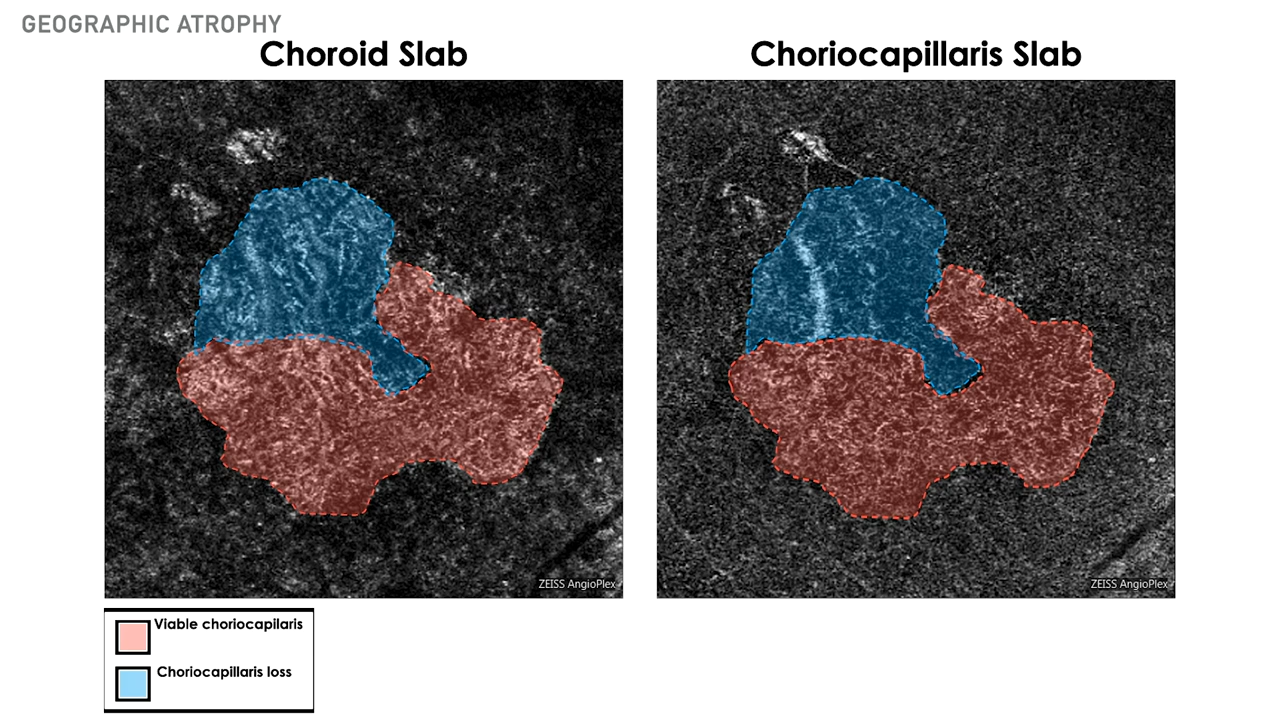 GEOGRAPHIC ATROPHY
Choroid Slab
Choriocapillaris Slab
ZEISS AngioPlex
ZEISS AngioPlex
Viable choriocapilaris
Choriocapillaris loss